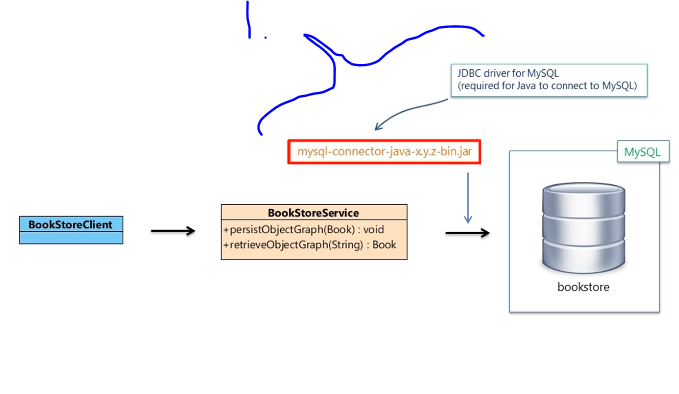 1.
JDBC driver for MySQL
(required for Java to connect to MySQL)
mysql-connector-java-x.y.z-bin.jar
MySQL
BookStoreClient
BookStoreService
+persistObjectGraph(Book) : void
+retrieveObjectGraph(String) : Book
bookstore